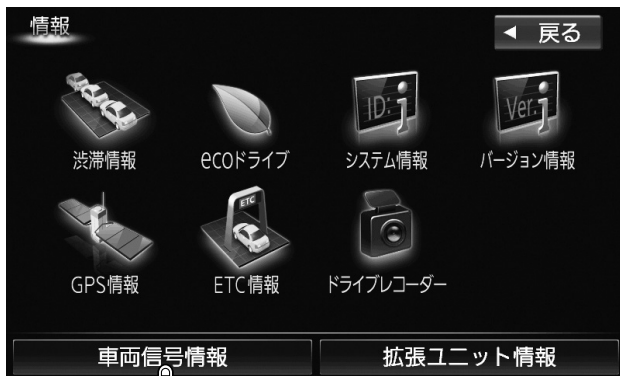 情報
戻る
ID:
Ver.
渋滞情報
ecoドライブ
システム情報
バージョン情報
ETC
GPS情報
ETC情報
ドライブレコーダー
車両信号情報
拡張ユニット情報